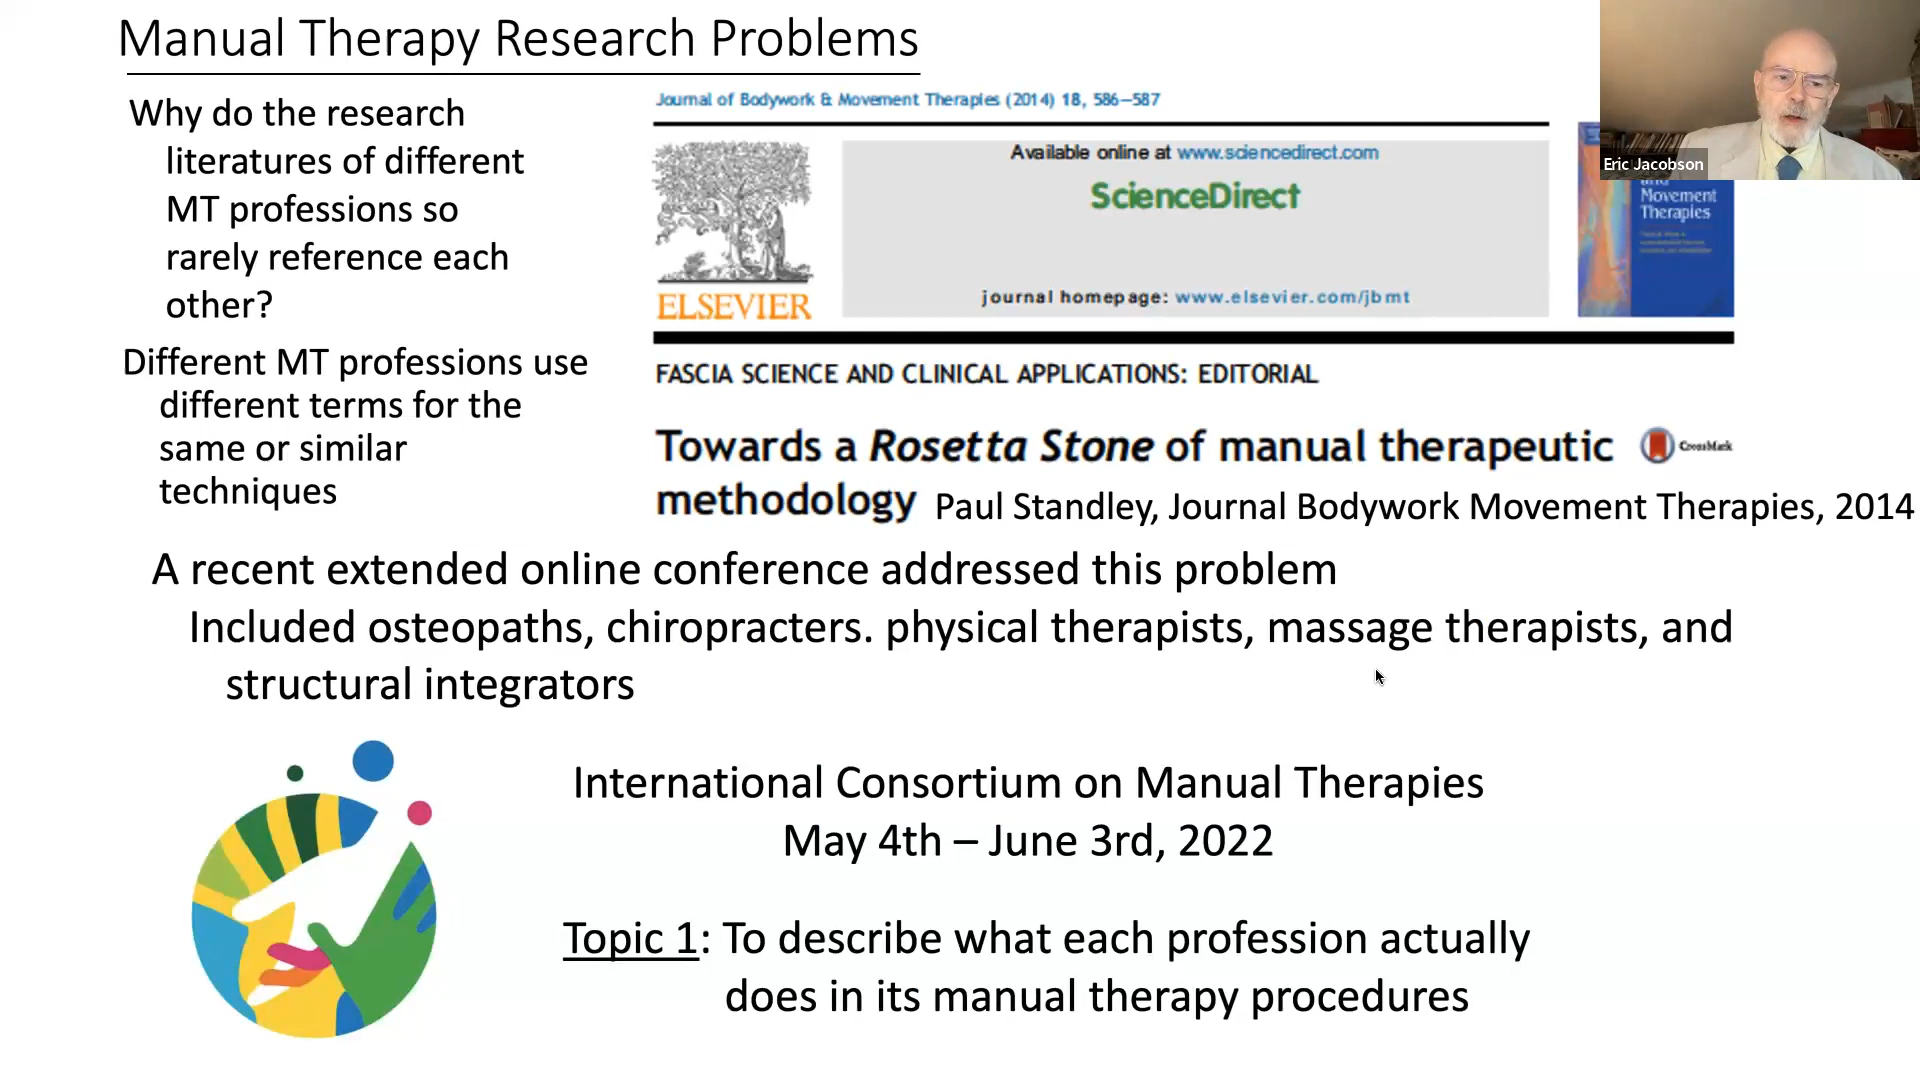 Manual Therapy Research Problems
Why do the research
literatures of different
MT professions so
rarely reference each
other?
Different MT professions use
different terms for the
same or similar
techniques
Journal of Bodywork & Movement Therapies (2014) 18, 586–587
Available online at www.sciencedirect.com
ScienceDirect
journal homepage: www.elsevier.com/jbmt
ELSEVIER
and
Movement
Therapies
Eric Jacobson
FASCIA SCIENCE AND CLINICAL APPLICATIONS: EDITORIAL
Towards a Rosetta Stone of manual therapeutic
CrossMark
methodology Paul Standley, Journal Bodywork Movement Therapies, 2014
A recent extended online conference addressed this problem
Included osteopaths, chiropracters. physical therapists, massage therapists, and
structural integrators
International Consortium on Manual Therapies
May 4th – June 3rd, 2022
Topic 1: To describe what each profession actually
does in its manual therapy procedures